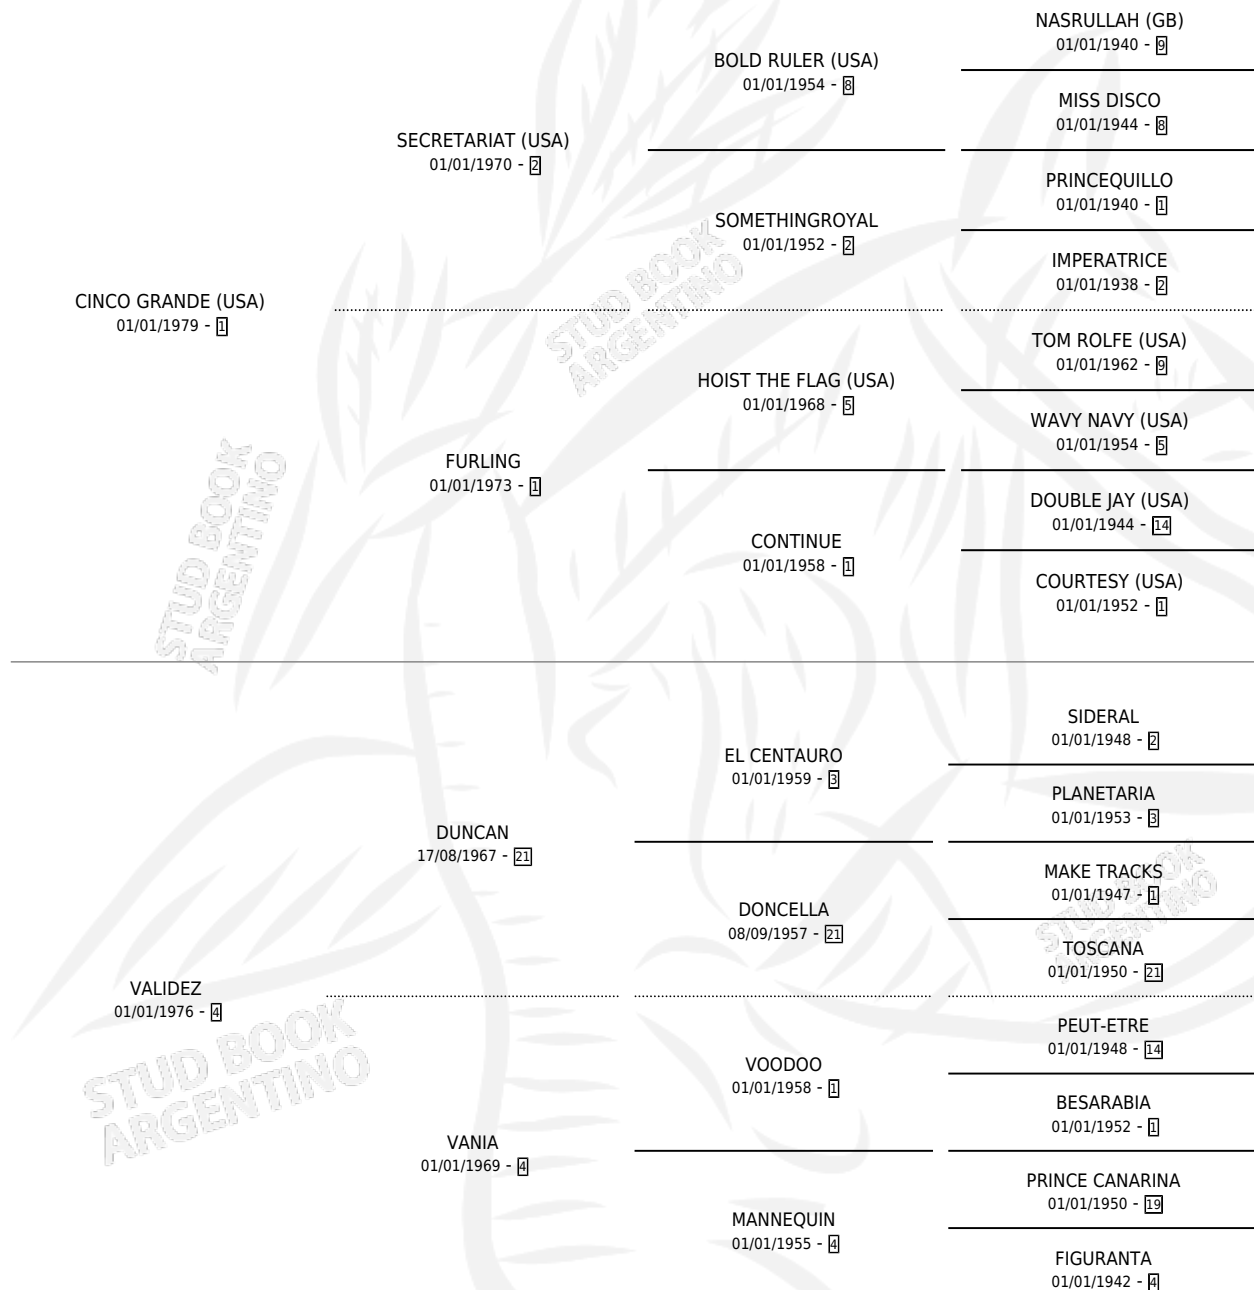 NASRULLAH (GB)
01/01/1940 - 9
BOLD RULER (USA)
01/01/1954 - 8
MISS DISCO
01/01/1944 - 8
SECRETARIAT (USA)
01/01/1970 - 2
PRINCEQUILLO
01/01/1940 - 1
SOMETHINGROYAL
01/01/1952 - 2
IMPERATRICE
01/01/1938 - 2
CINCO GRANDE (USA)
01/01/1979 - 1
TOM ROLFE (USA)
01/01/1962 - 9
HOIST THE FLAG (USA)
01/01/1968 - 5
WAVY NAVY (USA)
01/01/1954 - 5
FURLING
01/01/1973 - 1
DOUBLE JAY (USA)
01/01/1944 - 14
CONTINUE
01/01/1958 - 1
COURTESY (USA)
01/01/1952 - 1
SIDERAL
01/01/1948 - 2
EL CENTAURO
01/01/1959 - 3
PLANETARIA
01/01/1953 - 3
DUNCAN
17/08/1967 - 21
MAKE TRACKS
01/01/1947 - 1
DONCELLA
08/09/1957 - 21
TOSCANA
01/01/1950 - 21
VALIDEZ
01/01/1976 - 4
PEUT-ETRE
01/01/1948 - 14
VOODOO
01/01/1958 - 1
BESARABIA
01/01/1952 - 1
VANIA
01/01/1969 - 4
PRINCE CANARINA
01/01/1950 - 19
MANNEQUIN
01/01/1955 - 4
FIGURANTA
01/01/1942 - 4
STUD BOOK
ARGENTINO
STUD BOOK
ARGENTINO
STUD BOOK
ARGENTINO
STUD BOOK
ARGENTINO